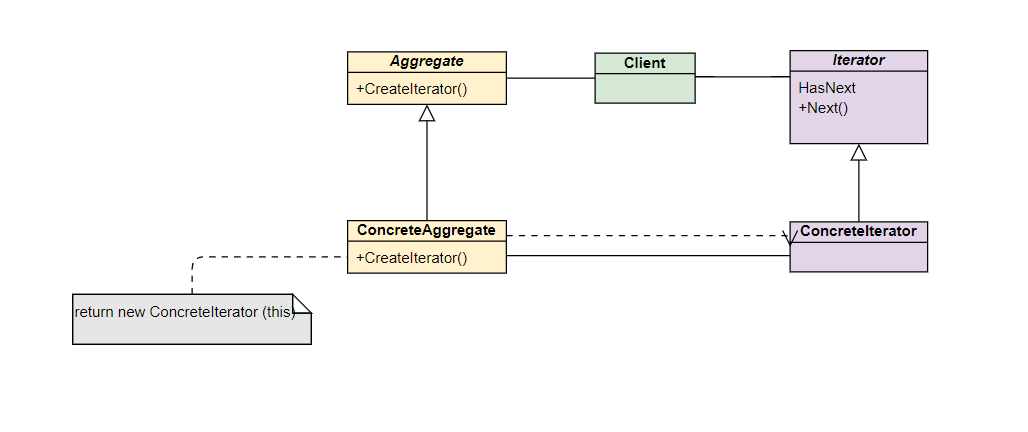 Aggregate
+CreateIterator()
Client
Iterator
HasNext
+Next()
ConcreteAggregate
+CreateIterator()
ConcreteIterator
return new ConcreteIterator (this)